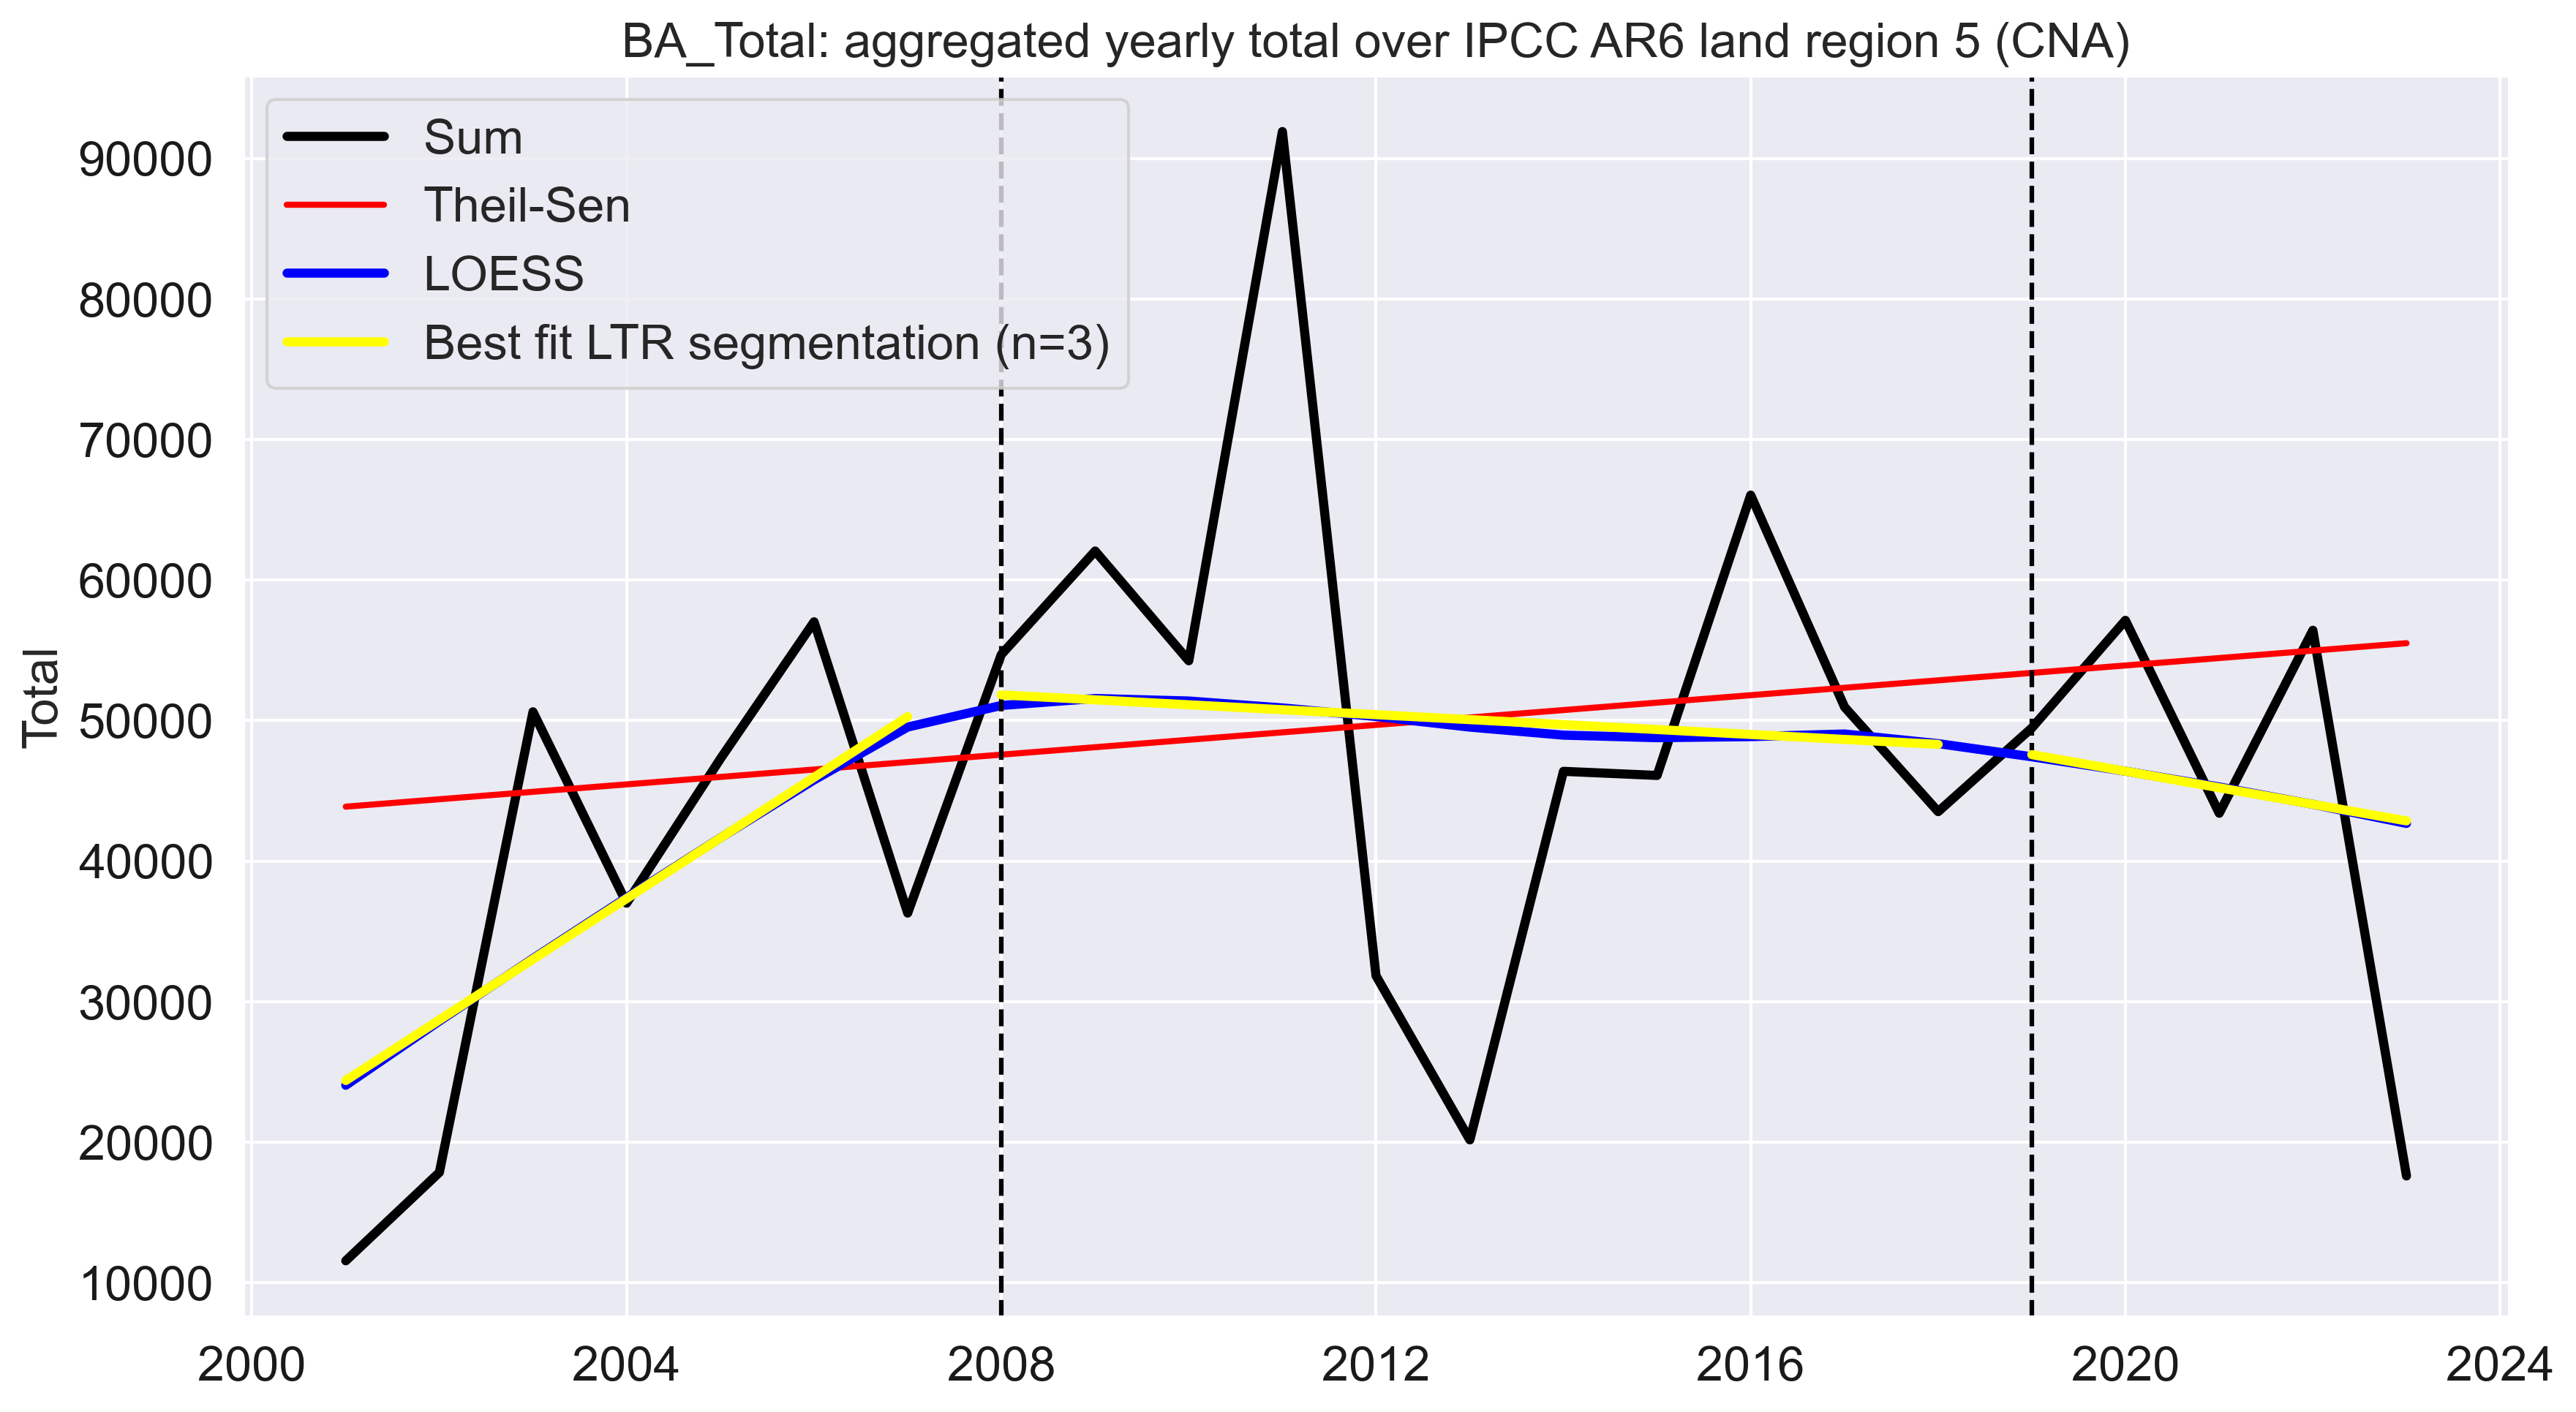 BA_Total: aggregated yearly total over IPCC AR6 land region 5 (CNA)
Sum
Theil-Sen
LOESS
Best fit LTR segmentation (n=3)
Total
90000
80000
70000
60000
50000
40000
30000
20000
10000
2000 2004 2008 2012 2016 2020 2024